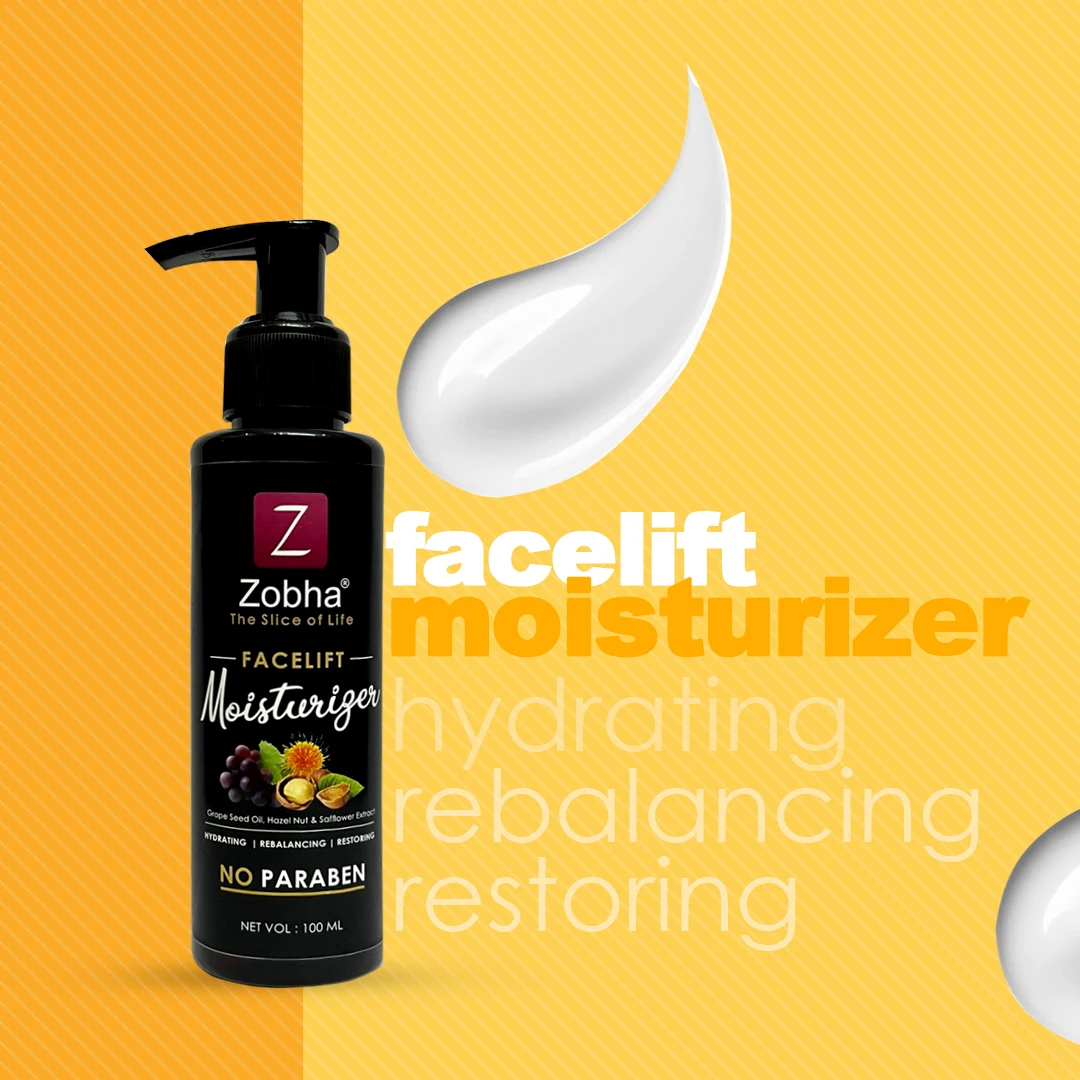 Z
Zobha®
The Slice of Life
FACELIFT
Moisturizer
Grape Seed Oil, Hazel Nut & Safflower Extract
HYDRATING | REBALANCING | RESTORING
NO PARABEN
NET VOL : 100 ML
facelift
moisturizer
hydrating
rebalancing
restoring